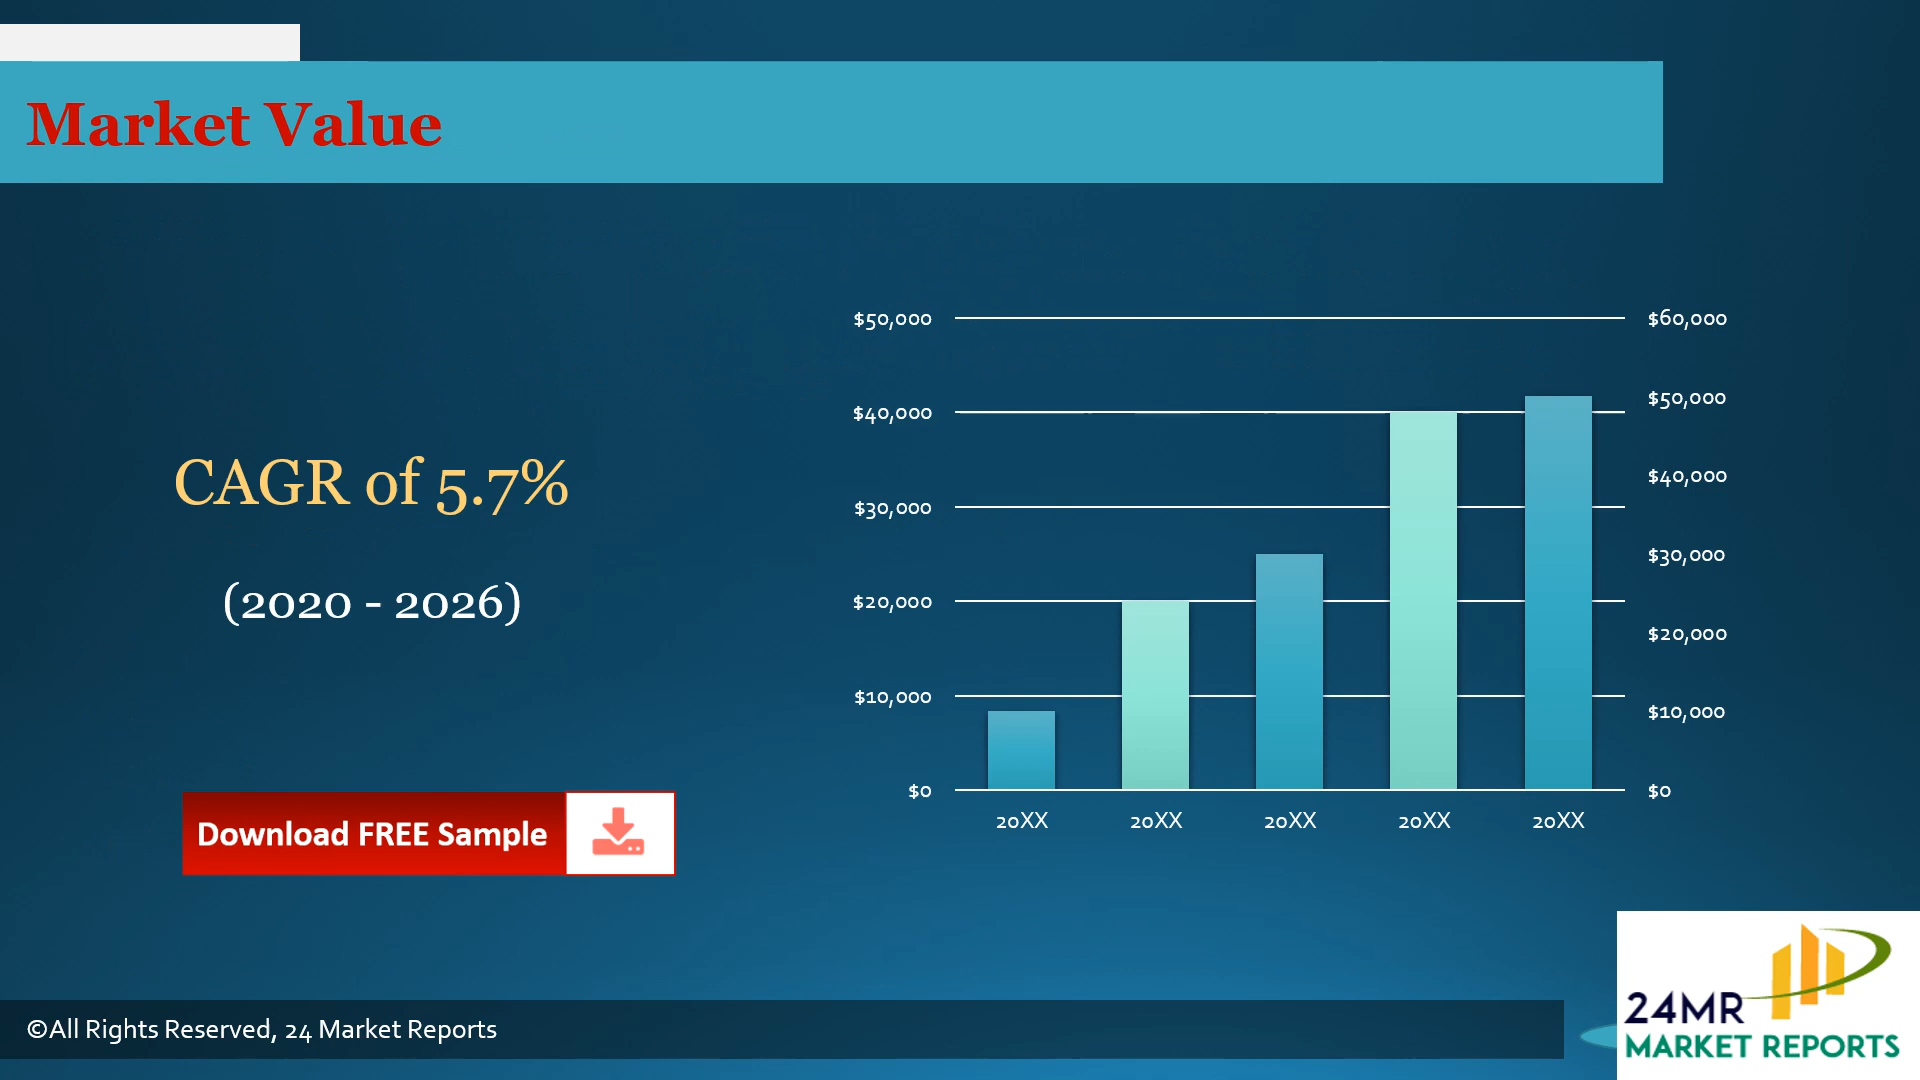 Market Value
CAGR of 5.7%
(2020 - 2026)
Download FREE Sample
$50,000
$40,000
$30,000
$20,000
$10,000
$0
$60,000
$50,000
$40,000
$30,000
$20,000
$10,000
$0
20XX 20XX 20XX 20XX 20XX
©All Rights Reserved, 24 Market Reports
24MR
MARKET REPORTS